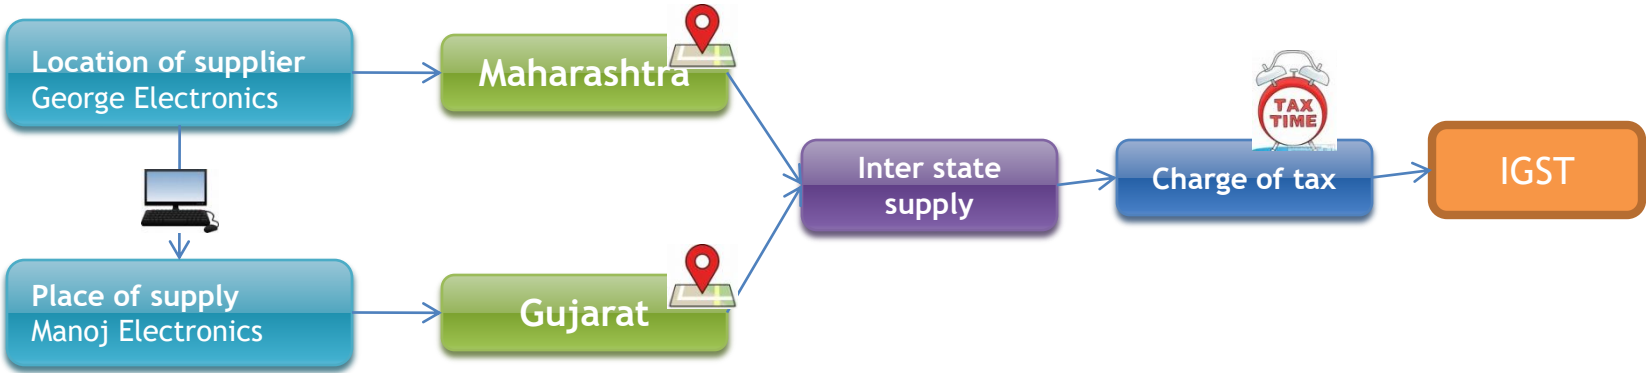 Location of supplier
George Electronics
Maharashtra
Place of supply
Manoj Electronics
Gujarat
Inter state
supply
TAX
TIME
Charge of tax
IGST